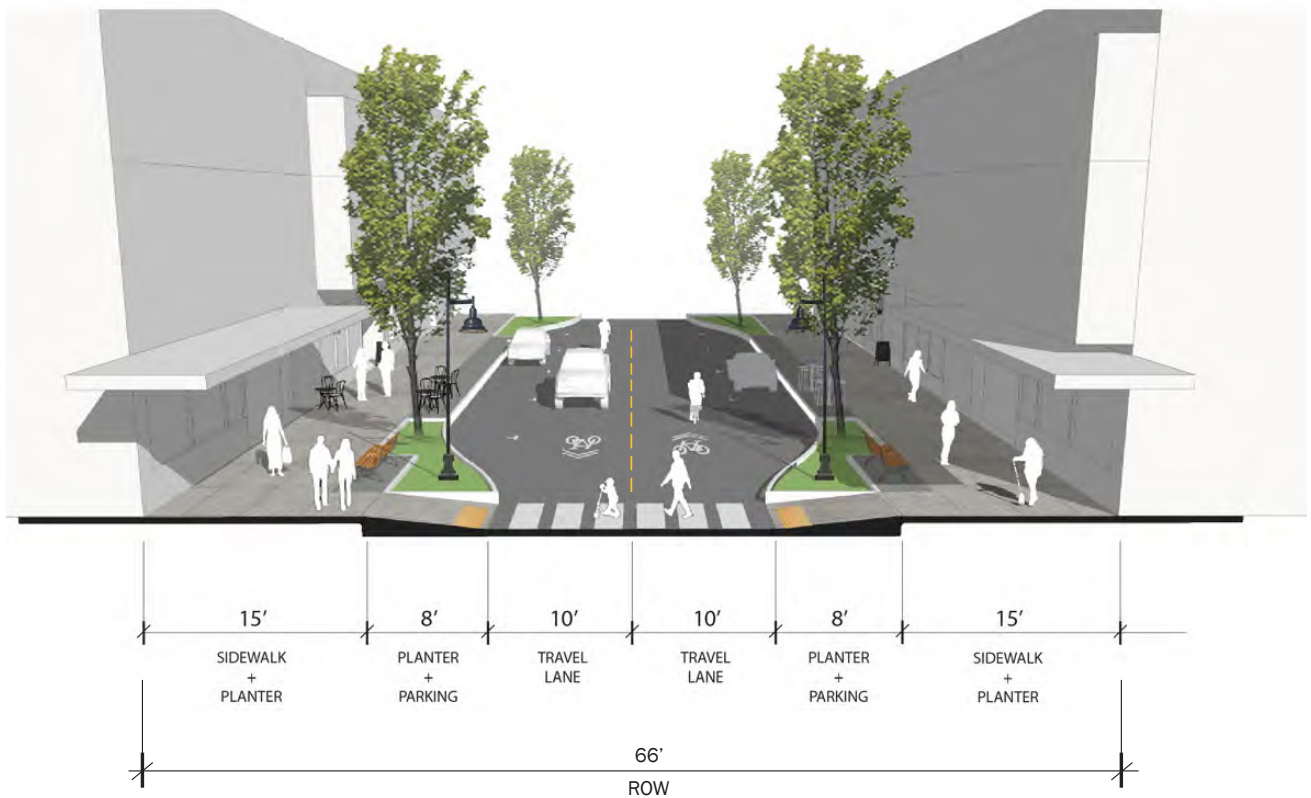 15’ 8’ 10’ 10’ 8’ 15’
SIDEWALK PLANTER TRAVEL TRAVEL PLANTER SIDEWALK
+ + LANE LANE + +
PLANTER PARKING PARKING PLANTER
66’
ROW